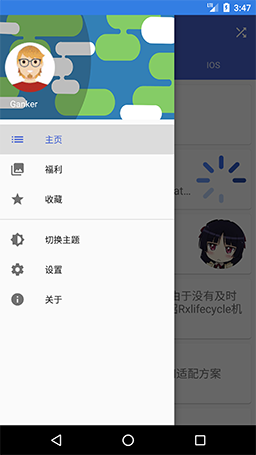 3:47
IOS
Ganker
主页
福利
收藏
切换主题
设置
关于
at...
由于没有及时
Rxlifecycle机
适配方案